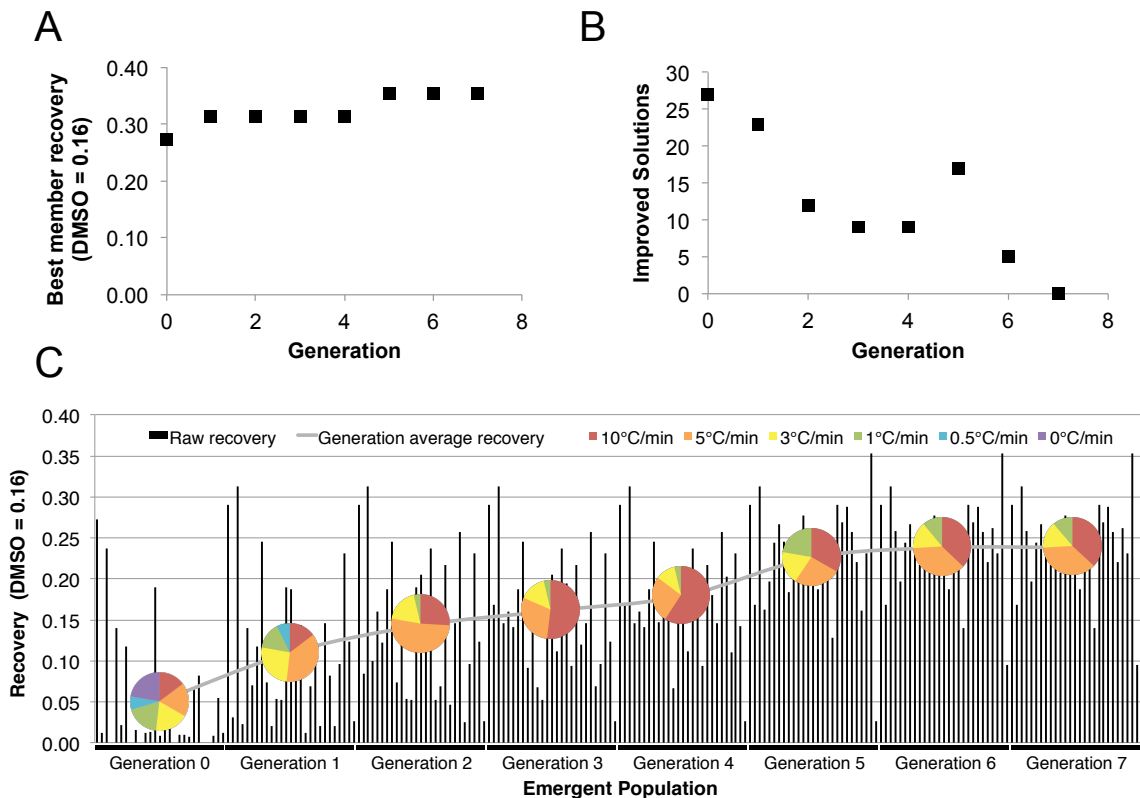 A
Best member recovery
(DMSO = 0.16)
0.40
0.30
0.20
0.10
0.00
0 2 4 6 8
Generation
B
Improved Solutions
30
25
20
15
10
5
0
0 2 4 6 8
Generation
C
Recovery (DMSO = 0.16)
0.40
0.35
0.30
0.25
0.20
0.15
0.10
0.05
0.00
Raw recovery Generation average recovery 10°C/min 5°C/min 3°C/min 1°C/min 0.5°C/min 0°C/min
Generation 0 Generation 1 Generation 2 Generation 3 Generation 4 Generation 5 Generation 6 Generation 7
Emergent Population